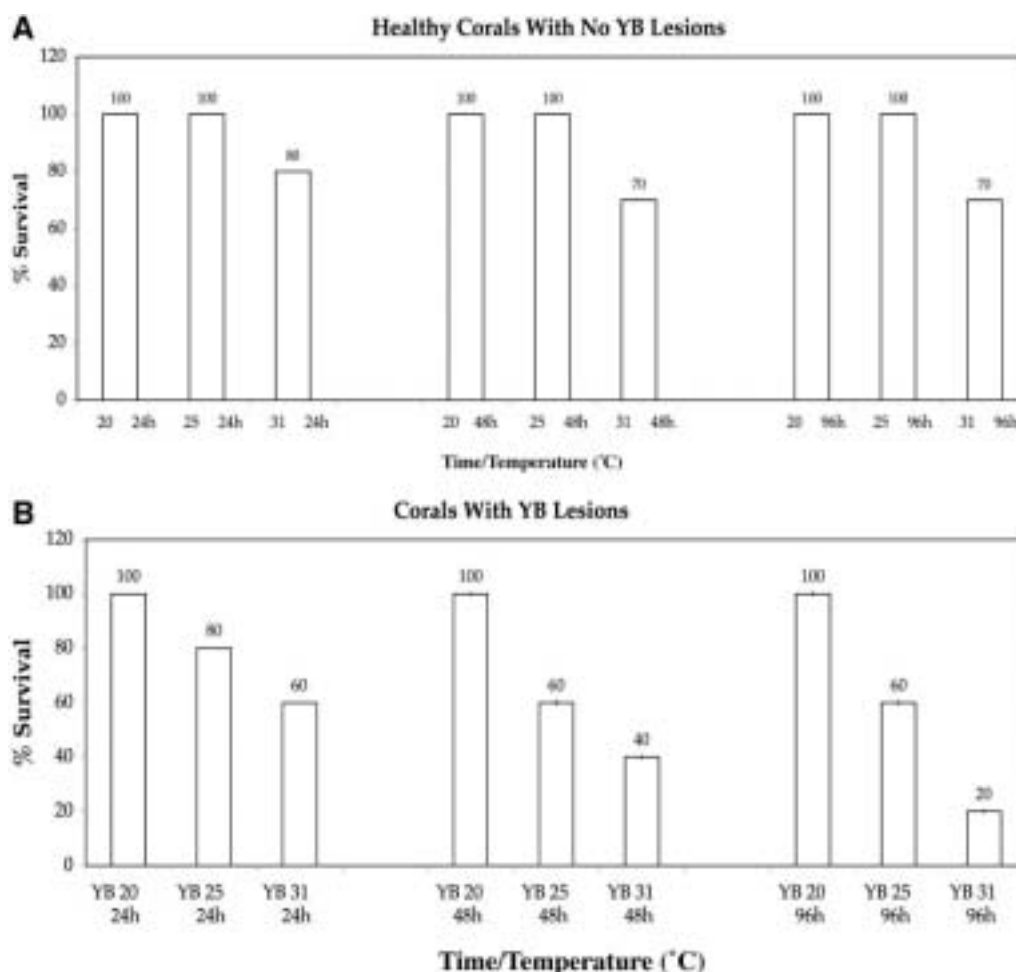 A
Healthy Corals With No YB Lesions
120
100
80
60
40
20
0
% Survival
100 100 80 100 100 70 100 100 70
20 24h 25 24h 31 24h 20 48h 25 48h 31 48h 20 96h 25 96h 31 96h
Time/Temperature (˚C)
B
Corals With YB Lesions
120
100
80
60
40
20
0
% Survival
100 80 60 100 60 40 100 60 20
YB 20 YB 25 YB 31 YB 20 YB 25 YB 31 YB 20 YB 25 YB 31
24h 24h 24h 48h 48h 48h 96h 96h 96h
Time/Temperature (˚C)